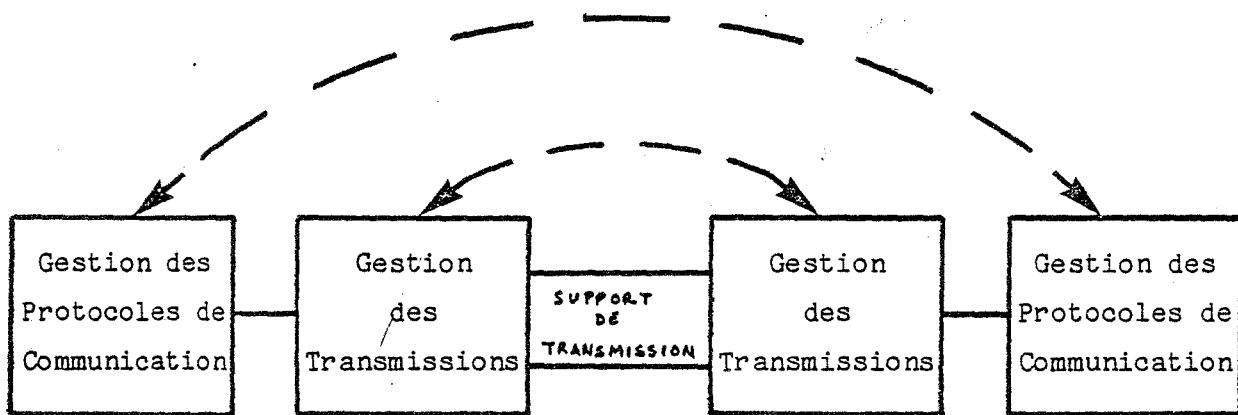 Gestion des
Protocoles de
Communication
Gestion
des
Transmissions
SUPPORT
DE
TRANSMISSION
Gestion
des
Transmissions
Gestion des
Protocoles de
Communication